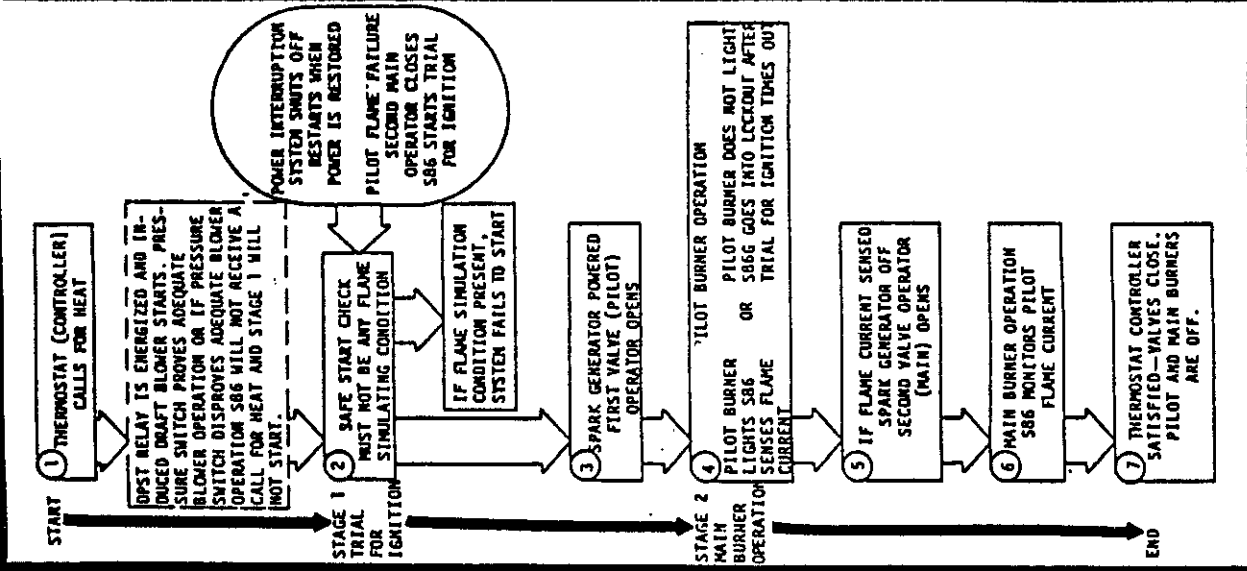 START
1 THERMOSTAT (CONTROLLER)
CALLS FOR HEAT
DPST RELAY IS ENERGIZED AND IN-
DUCED DRAFT BLOWER STARTS. PRES-
SURE SWITCH PROVES ADEQUATE
BLOWER OPERATION OR IF PRESSURE
SWITCH DISPROVES ADEQUATE BLOWER
OPERATION S86 WILL NOT RECEIVE A
CALL FOR HEAT AND STAGE 1 WILL
NOT START.
POWER INTERRUPTION
SYSTEM SHUTS OFF
RESTARTS WHEN
POWER IS RESTORED
PILOT FLAME FAILURE
SECOND MAIN
OPERATOR CLOSES
S86 STARTS TRIAL
FOR IGNITION
STAGE 1
TRIAL
FOR
IGNITION
2 SAFE START CHECK
MUST NOT BE ANY FLAME
SIMULATING CONDITION
IF FLAME SIMULATION
CONDITION PRESENT,
SYSTEM FAILS TO START
3 SPARK GENERATOR POWERED
FIRST VALVE (PILOT)
OPERATOR OPENS
STAGE 2
MAIN
BURNER
OPERATION
4 PILOT BURNER OPERATION
PILOT BURNER
LIGHTS S86
SENSES FLAME
CURRENT
OR
PILOT BURNER DOES NOT LIGHT
S86G GOES INTO LOCKOUT AFTER
TRIAL FOR IGNITION TIMES OUT
5 IF FLAME CURRENT SENSED
SPARK GENERATOR OFF
SECOND VALVE OPERATOR
(MAIN) OPENS
6 MAIN BURNER OPERATION
S86 MONITORS PILOT
FLAME CURRENT
END
7 THERMOSTAT CONTROLLER
SATISFIED—VALVES CLOSE,
PILOT AND MAIN BURNERS
ARE OFF.